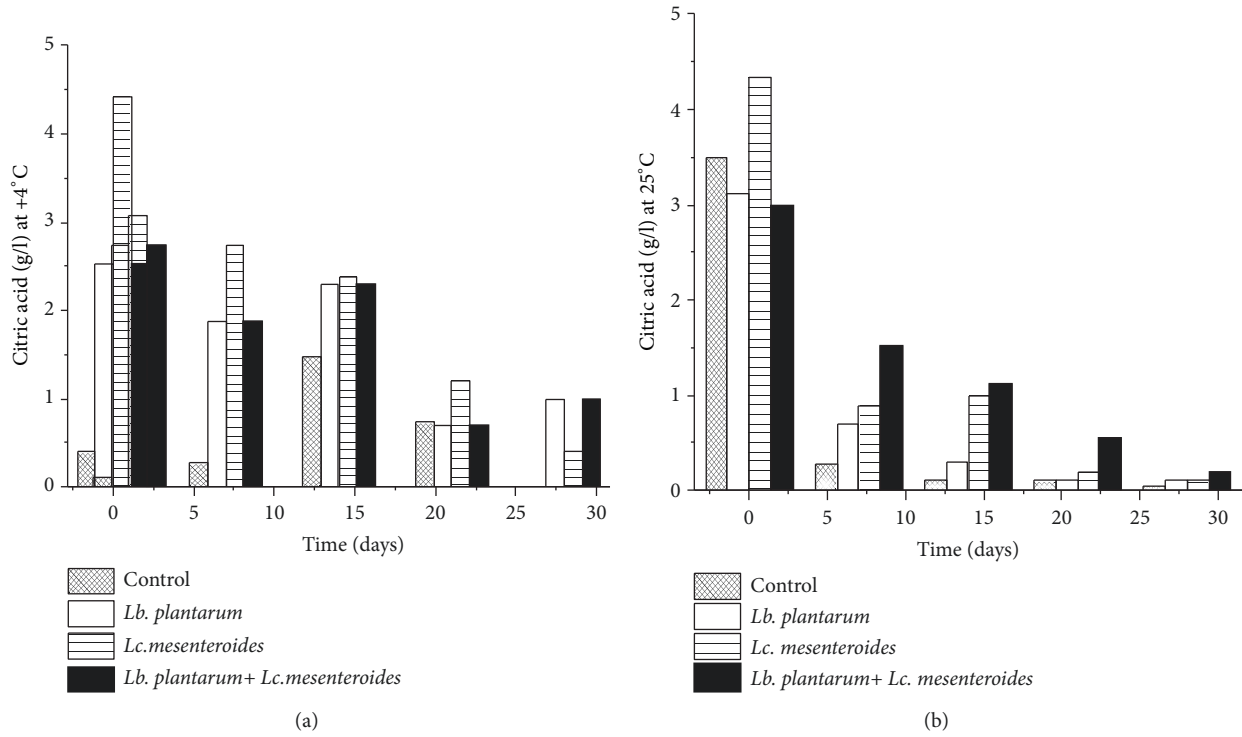 Citric acid (g/l) at +4°C
5
4
3
2
1
0
0 5 10 15 20 25 30
Time (days)
Control
Lb. plantarum
Lc.mesenteroides
Lb. plantarum+ Lc.mesenteroides
(a)
Citric acid (g/l) at 25°C
5
4
3
2
1
0
0 5 10 15 20 25 30
Time (days)
Control
Lb. plantarum
Lc. mesenteroides
Lb. plantarum+ Lc. mesenteroides
(b)